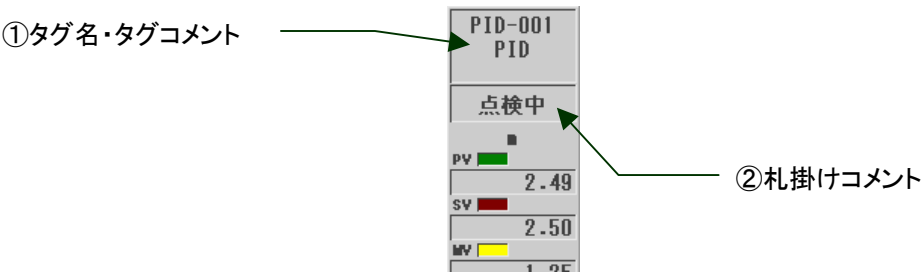 ①タグ名・タグコメント
PID-001
PID
点検中
PV
2.49
SV
2.50
②札掛けコメント
MV